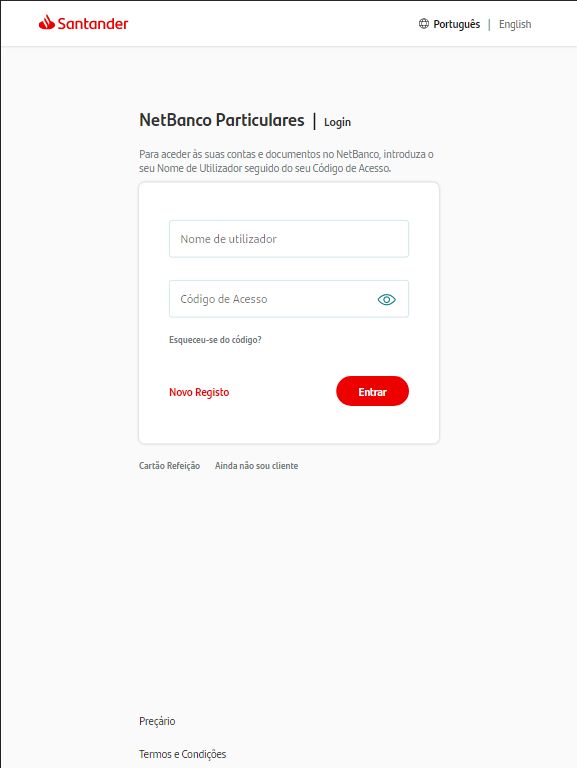 Santander
Português | English
NetBanco Particulares | Login
Para aceder às suas contas e documentos no NetBanco, introduza o
seu Nome de Utilizador seguido do seu Código de Acesso.
Nome de utilizador
Código de Acesso
Esqueceu-se do código?
Novo Registo
Entrar
Cartão Refeição
Ainda não sou cliente
Preçário
Termos e Condições